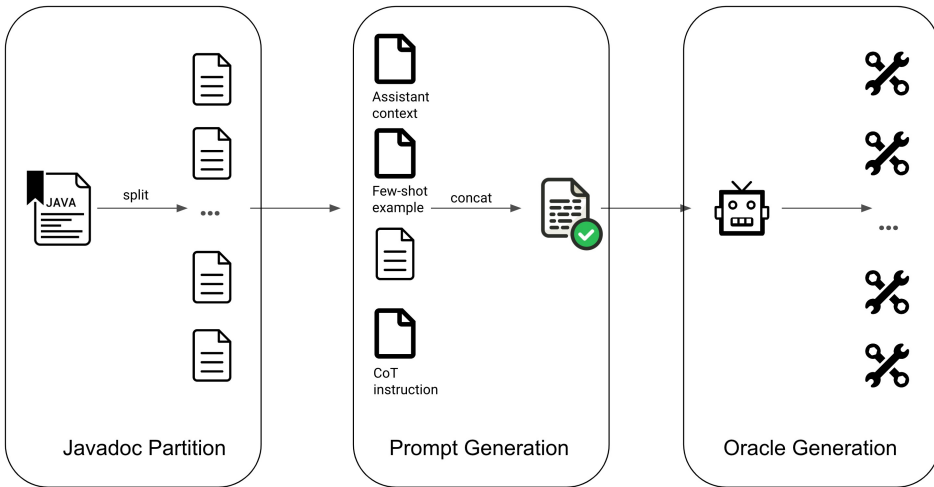 JAVA
split
...
Javadoc Partition
Assistant
context
Few-shot
example
concat
CoT
instruction
Prompt Generation
...
Oracle Generation